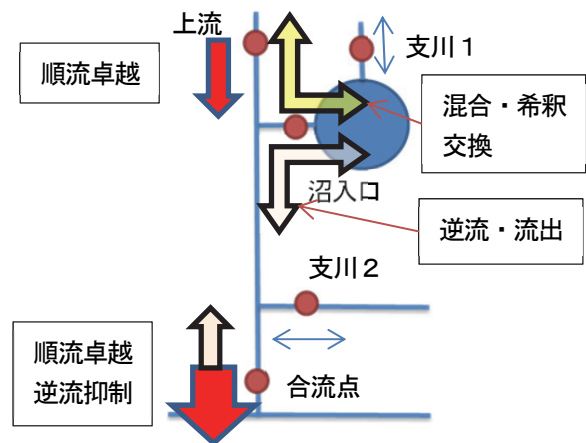 上流
支川１
順流卓越
混合・希釈
交換
沼入口
逆流・流出
支川２
順流卓越
逆流抑制
合流点